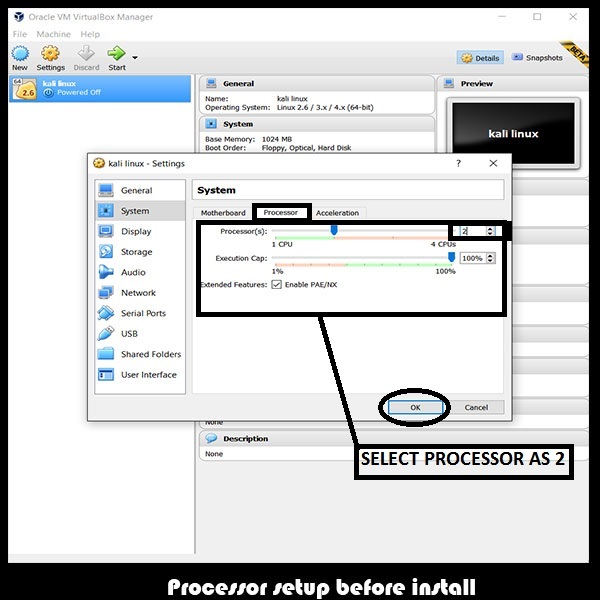 Oracle VM VirtualBox Manager
File Machine Help
New Settings Discard Start
Details Snapshots
BETA
64
2.6
kali linux
Powered Off
General
Name: kali linux
Operating System: Linux 2.6 / 3.x / 4.x (64-bit)
System
Base Memory: 1024 MB
Boot Order: Floppy, Optical, Hard Disk
Preview
kali linux
kali linux - Settings
?
General
System
Display
Storage
Audio
Network
Serial Ports
USB
Shared Folders
User Interface
System
Motherboard Processor Acceleration
Processor(s): 2
1 CPU 4 CPUs
Execution Cap: 100%
1% 100%
Extended Features: Enable PAE/NX
OK Cancel
None
Description
None
SELECT PROCESSOR AS 2
Processor setup before install